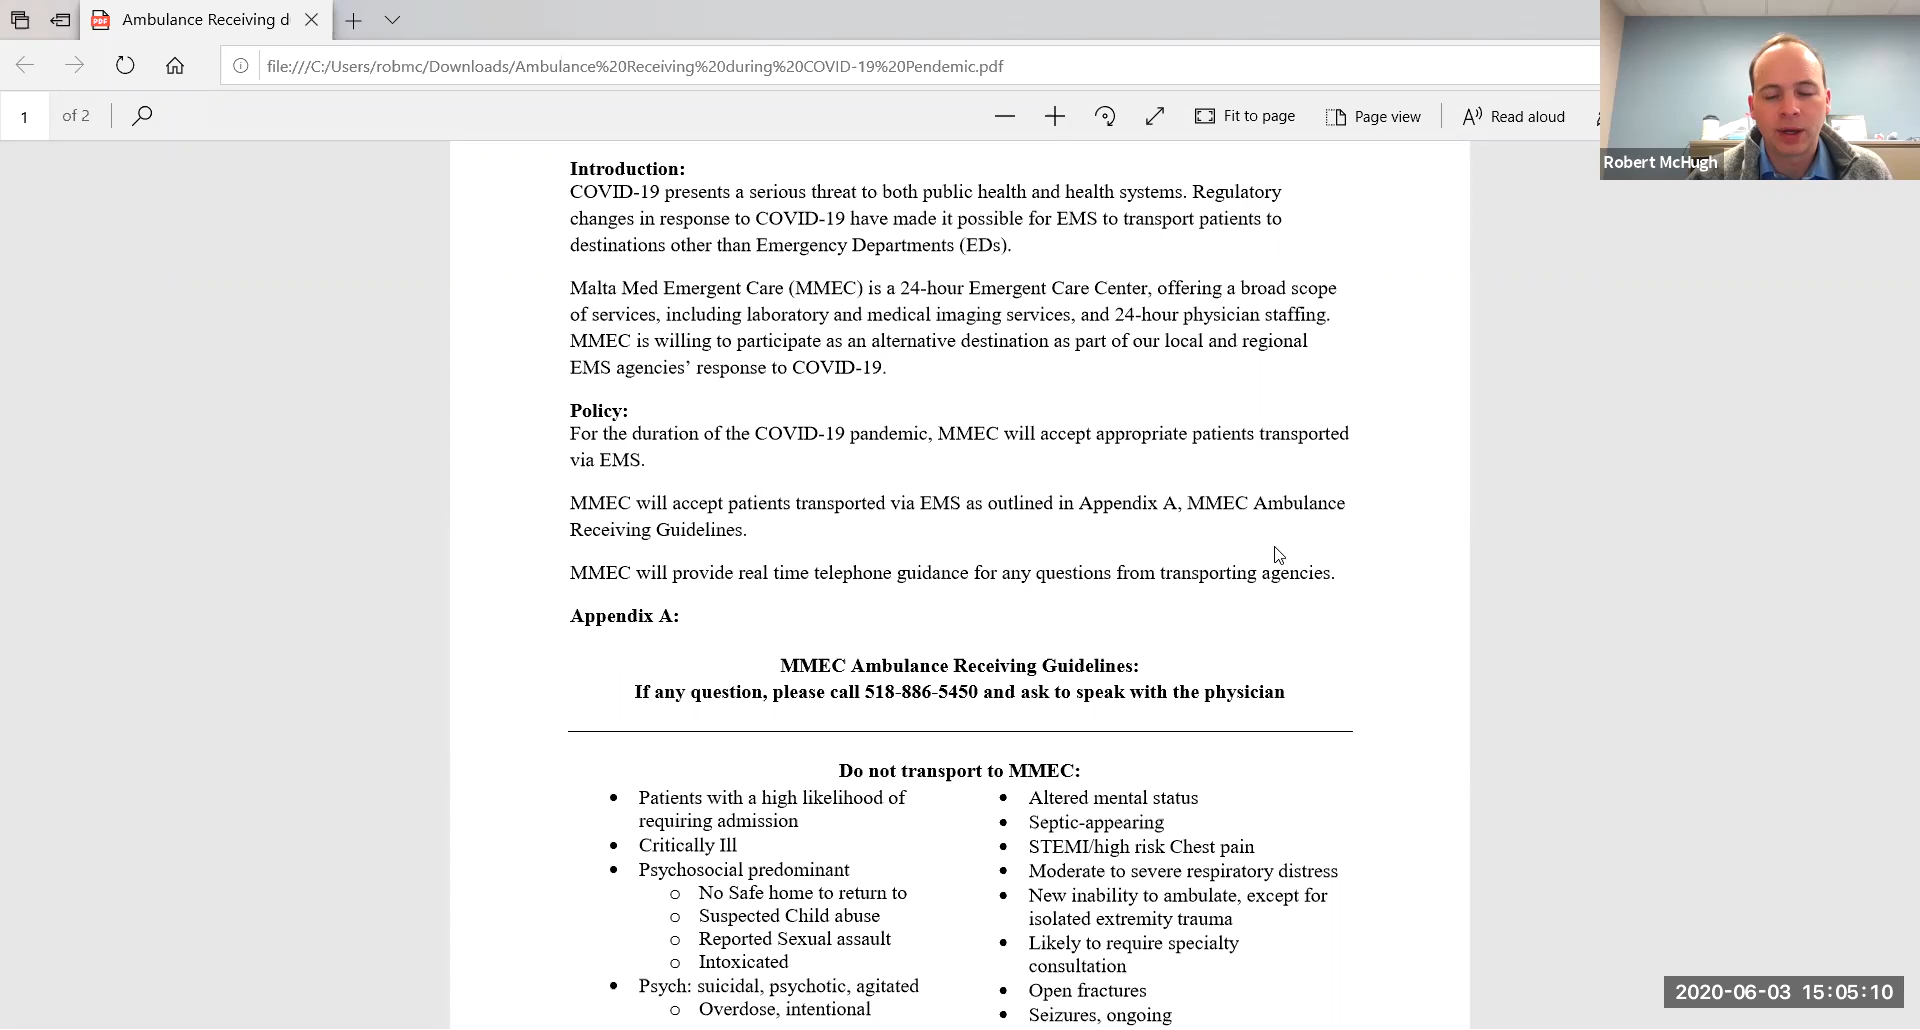 Ambulance Receiving d
file:///C:/Users/robmc/Downloads/Ambulance%20Receiving%20during%20COVID-19%20Pendemic.pdf
1 of 2
Fit to page
Page view
Read aloud
Robert McHugh
Introduction:
COVID-19 presents a serious threat to both public health and health systems. Regulatory
changes in response to COVID-19 have made it possible for EMS to transport patients to
destinations other than Emergency Departments (EDs).
Malta Med Emergent Care (MMEC) is a 24-hour Emergent Care Center, offering a broad scope
of services, including laboratory and medical imaging services, and 24-hour physician staffing.
MMEC is willing to participate as an alternative destination as part of our local and regional
EMS agencies’ response to COVID-19.
Policy:
For the duration of the COVID-19 pandemic, MMEC will accept appropriate patients transported
via EMS.
MMEC will accept patients transported via EMS as outlined in Appendix A, MMEC Ambulance
Receiving Guidelines.
MMEC will provide real time telephone guidance for any questions from transporting agencies.
Appendix A:
MMEC Ambulance Receiving Guidelines:
If any question, please call 518-886-5450 and ask to speak with the physician
Do not transport to MMEC:
• Patients with a high likelihood of
requiring admission
• Critically Ill
• Psychosocial predominant
o No Safe home to return to
o Suspected Child abuse
o Reported Sexual assault
o Intoxicated
• Psych: suicidal, psychotic, agitated
o Overdose, intentional
• Altered mental status
• Septic-appearing
• STEMI/high risk Chest pain
• Moderate to severe respiratory distress
• New inability to ambulate, except for
isolated extremity trauma
• Likely to require specialty
consultation
• Open fractures
• Seizures, ongoing
2020-06-03 15:05:10